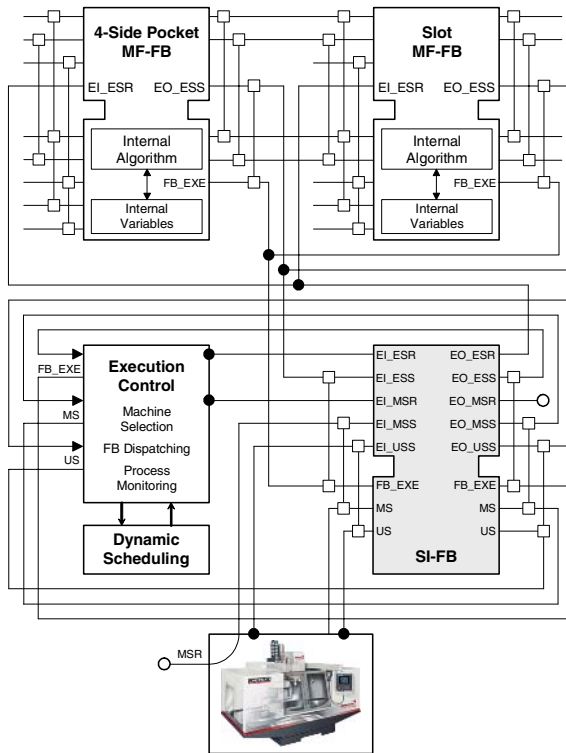 4-Side Pocket
MF-FB
EI_ESR
EO_ESS
Internal
Algorithm
FB_EXE
Internal
Variables
Slot
MF-FB
EI_ESR
EO_ESS
Internal
Algorithm
FB_EXE
Internal
Variables
FB_EXE
MS
US
Execution
Control
Machine
Selection
FB Dispatching
Process
Monitoring
Dynamic
Scheduling
EI_ESR
EO_ESR
EI_ESS
EO_ESS
EI_MSR
EO_MSR
EI_MSS
EO_MSS
EI_USS
EO_USS
FB_EXE
FB_EXE
MS
MS
US
US
SI-FB
MSR